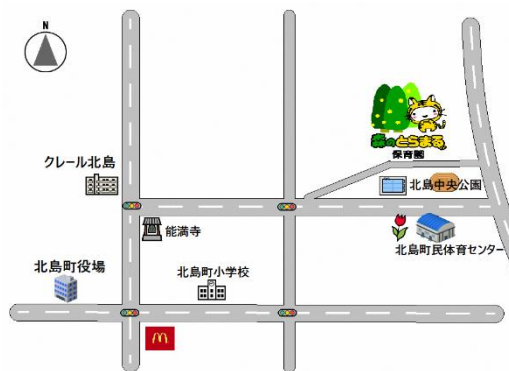 N
森のとらまる
保育園
クレール北島
北島中央公園
能満寺
北島町民体育センター
北島町役場
北島町小学校